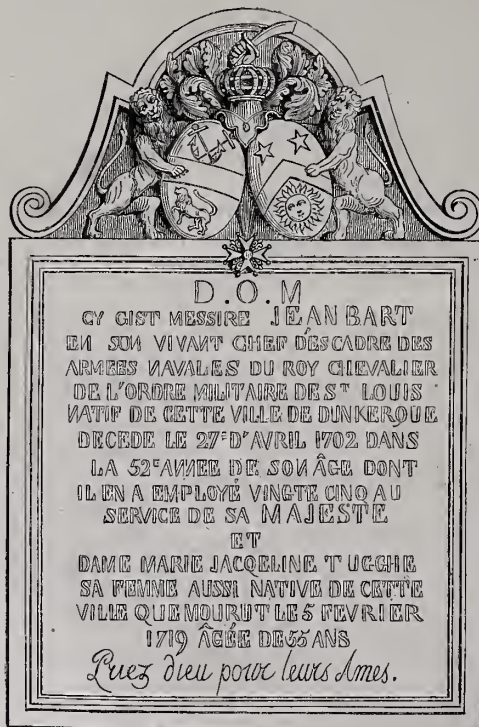 D.O.M
CY GIST MESSIRE JEAN BART
EN SON VIVANT CHEF D'ESCADRE DES
ARMEES NAVALES DU ROY CHEVALIER
DE L'ORDRE MILITAIRE DE ST LOUIS
NATIF DE CETTE VILLE DE DUNKERQUE
DECEDE LE 27E D'AVRIL 1702 DANS
LA 52E ANNEE DE SON ÂGE DONT
IL EN A EMPLOYÉ VINGTE CINQ AU
SERVICE DE SA MAJESTE
ET
DAME MARIE JACQELINE TUGGHE
SA FEMME AUSSI NATIVE DE CETTE
VILLE QUE MOURUT LE 5 FEVRIER
1719 ÂGÉE DE 55 ANS
Priez dieu pour leurs Ames.